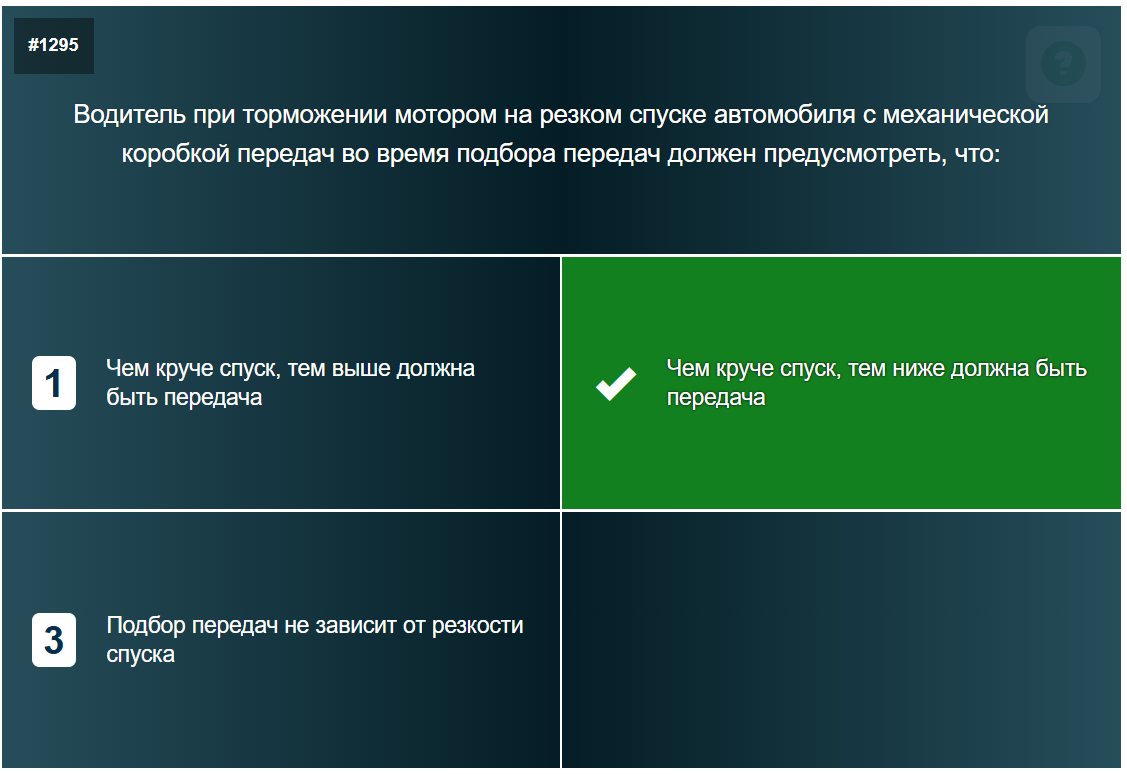 #1295
?
Водитель при торможении мотором на резком спуске автомобиля с механической
коробкой передач во время подбора передач должен предусмотреть, что:
1
Чем круче спуск, тем выше должна
быть передача
Чем круче спуск, тем ниже должна быть
передача
3
Подбор передач не зависит от резкости
спуска